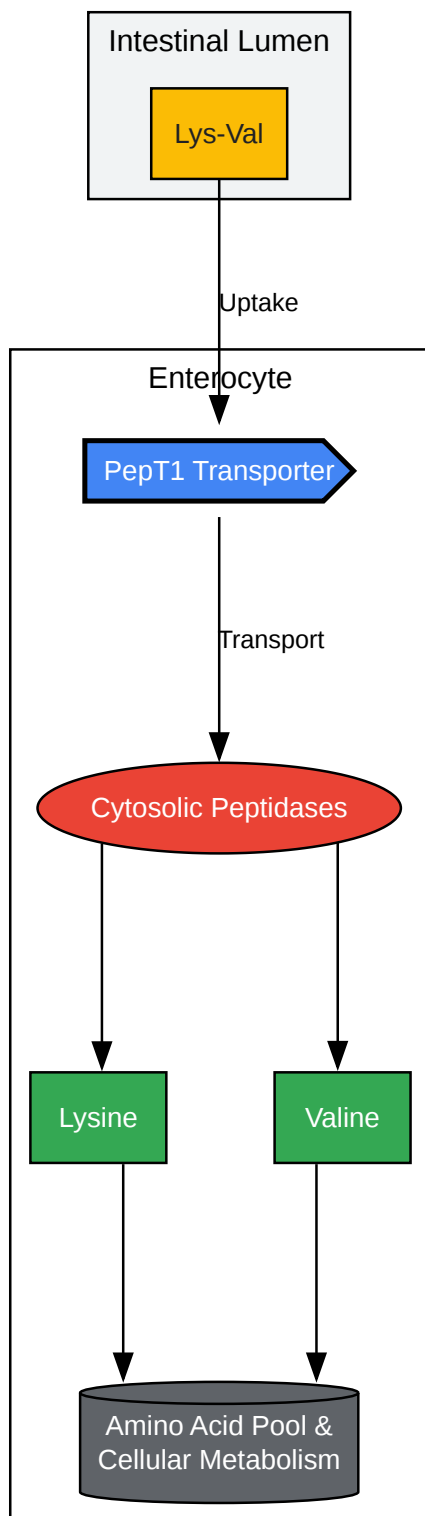 Intestinal Lumen
Lys-Val
Uptake
Enterocyte
PepT1 Transporter
Transport
Cytosolic Peptidases
Lysine
Valine
Amino Acid Pool &
Cellular Metabolism